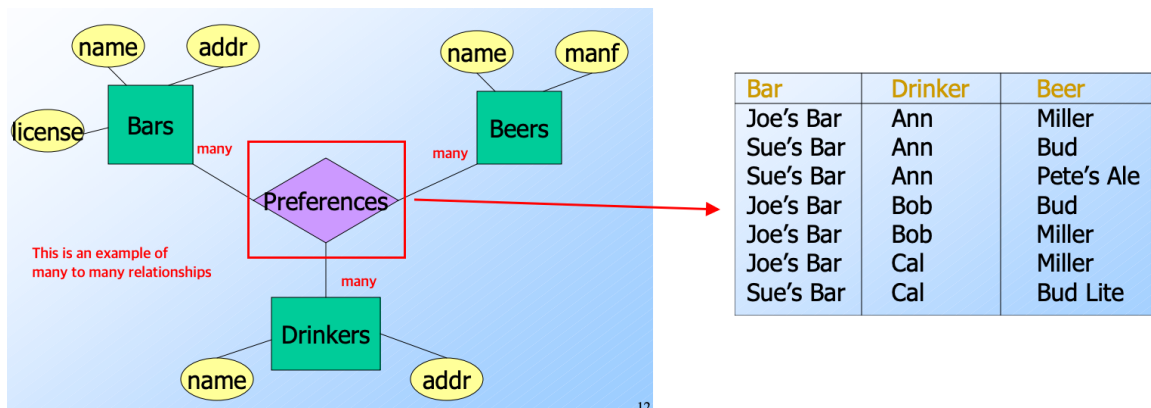 name addr
license
Bars
name manf
Beers
many
many
Preferences
This is an example of
many to many relationships
many
Drinkers
name addr
12
Bar Drinker Beer
Joe's Bar Ann Miller
Sue's Bar Ann Bud
Sue's Bar Ann Pete's Ale
Joe's Bar Bob Bud
Joe's Bar Bob Miller
Joe's Bar Cal Miller
Sue's Bar Cal Bud Lite